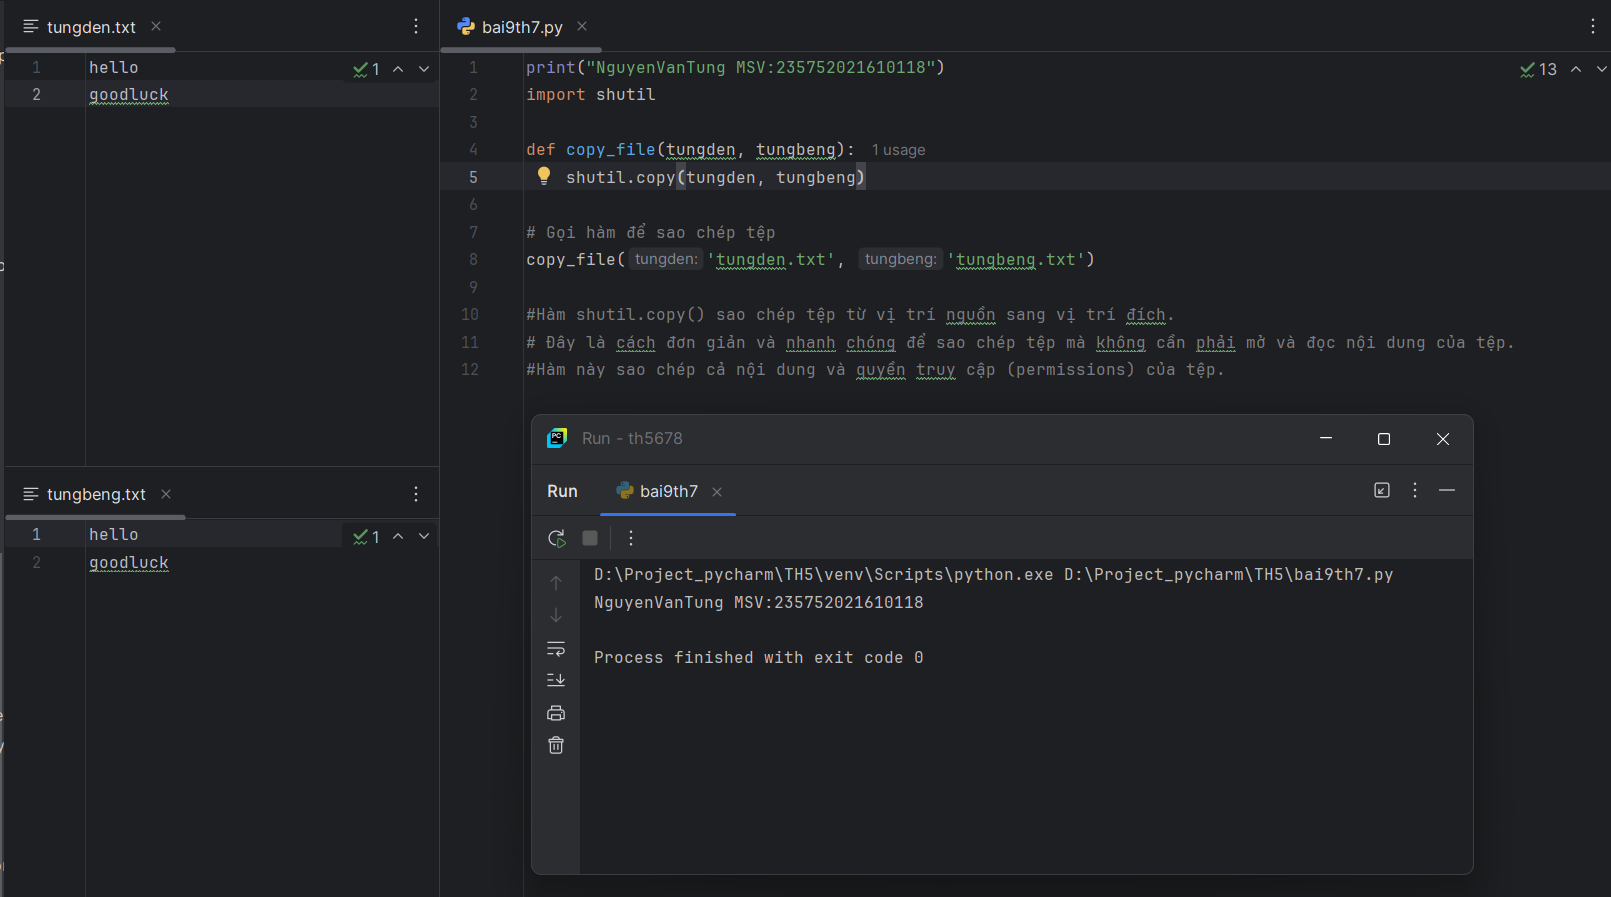 tungden.txt
1 hello
2 goodluck
1
tungbeng.txt
1 hello
2 goodluck
1
bai9th7.py
13
1 print("NguyenVanTung MSV:235752021610118")
2 import shutil
3
4 def copy_file(tungden, tungbeng): 1 usage
5 shutil.copy(tungden, tungbeng)
6
7 # Gọi hàm để sao chép tệp
8 copy_file( tungden: 'tungden.txt', tungbeng: 'tungbeng.txt')
9
10 #Hàm shutil.copy() sao chép tệp từ vị trí nguồn sang vị trí đích.
11 # Đây là cách đơn giản và nhanh chóng để sao chép tệp mà không cần phải mở và đọc nội dung của tệp.
12 #Hàm này sao chép cả nội dung và quyền truy cập (permissions) của tệp.
PC
Run - th5678
Run bai9th7
D:\Project_pycharm\TH5\venv\Scripts\python.exe D:\Project_pycharm\TH5\bai9th7.py
NguyenVanTung MSV:235752021610118
Process finished with exit code 0